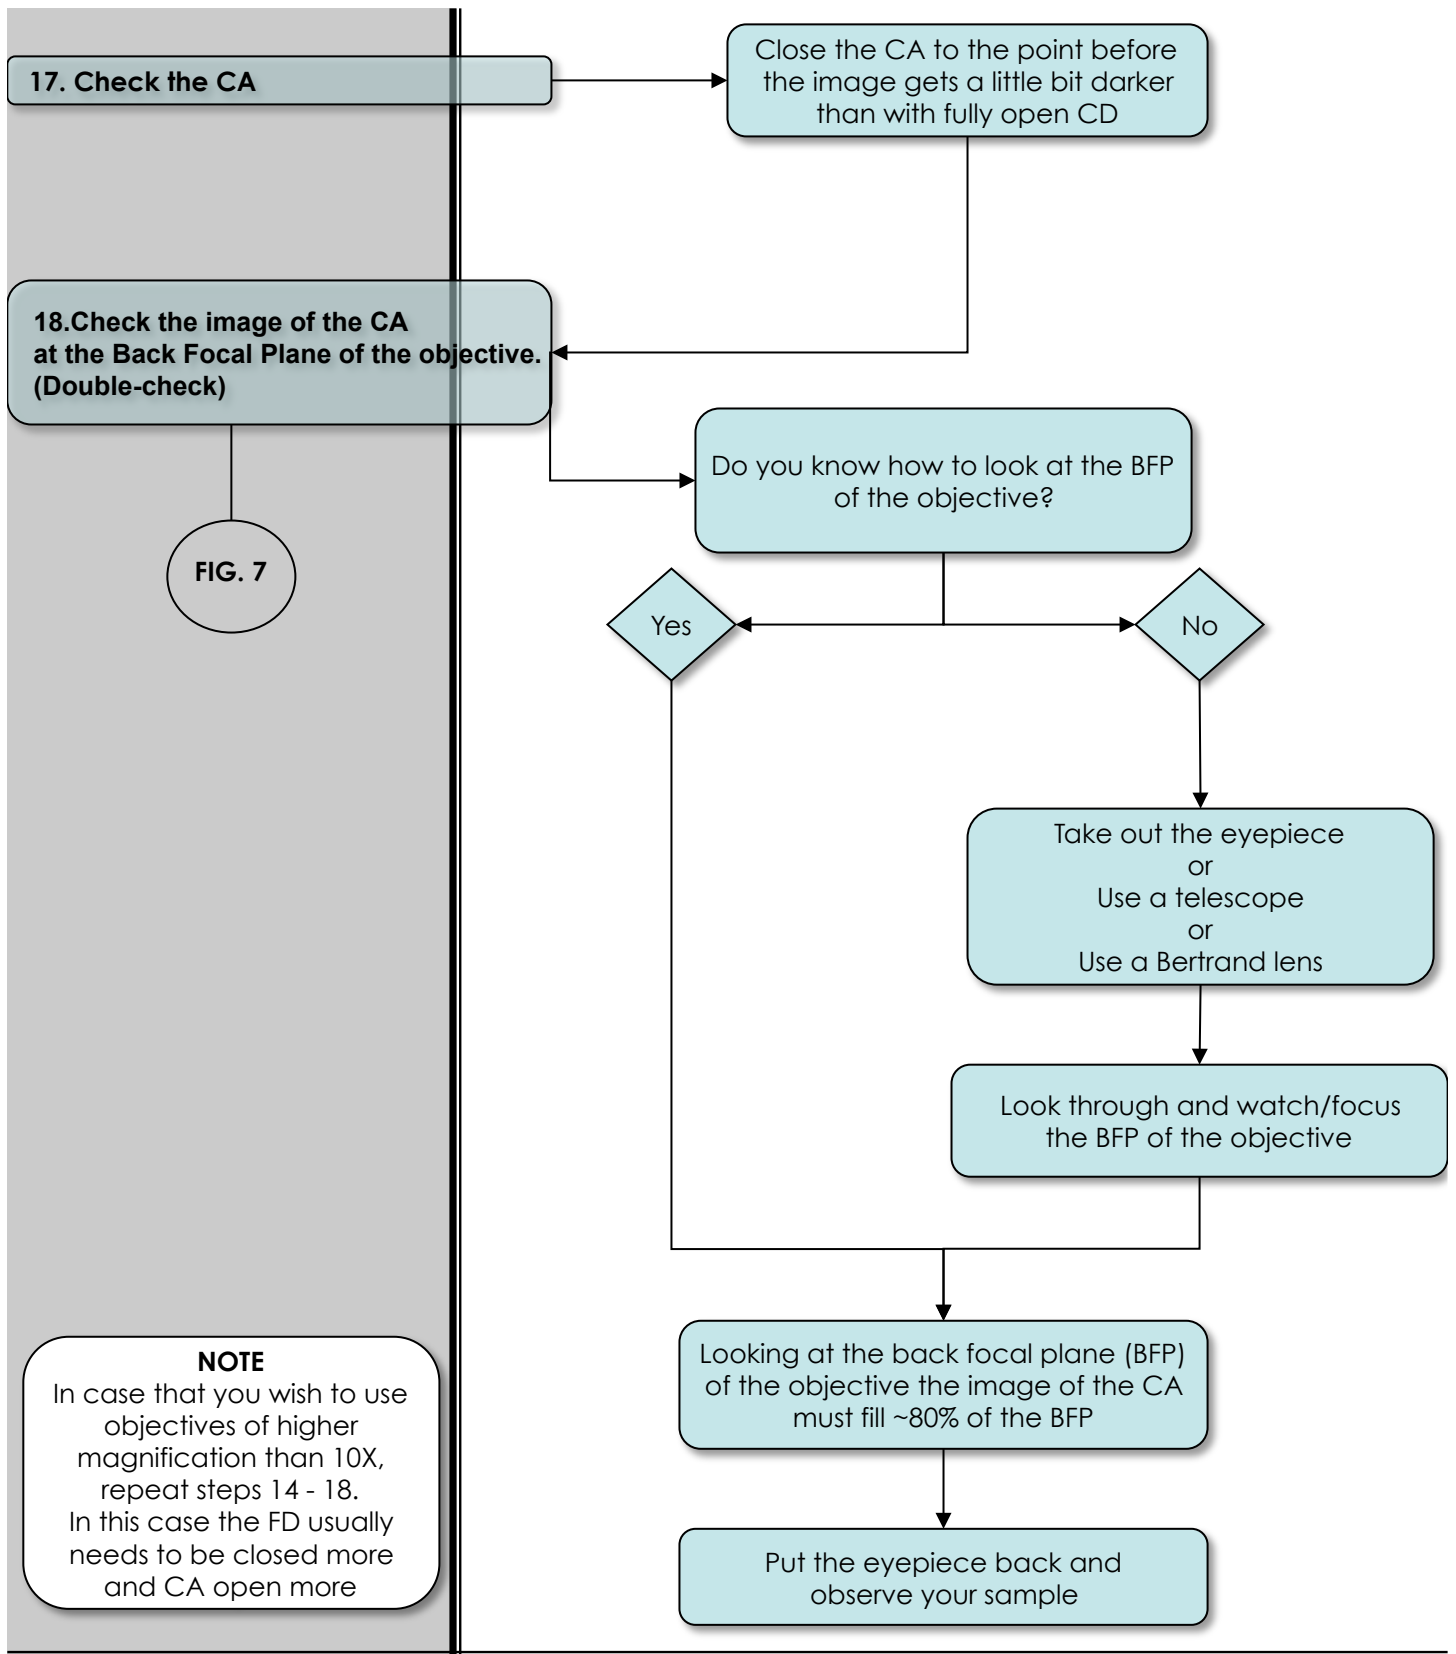 17. Check the CA
Close the CA to the point before
the image gets a little bit darker
than with fully open CD
18.Check the image of the CA
at the Back Focal Plane of the objective.
(Double-check)
FIG. 7
Do you know how to look at the BFP
of the objective?
Yes
No
Take out the eyepiece
or
Use a telescope
or
Use a Bertrand lens
Look through and watch/focus
the BFP of the objective
Looking at the back focal plane (BFP)
of the objective the image of the CA
must fill ~80% of the BFP
Put the eyepiece back and
observe your sample
NOTE
In case that you wish to use
objectives of higher
magnification than 10X,
repeat steps 14 - 18.
In this case the FD usually
needs to be closed more
and CA open more